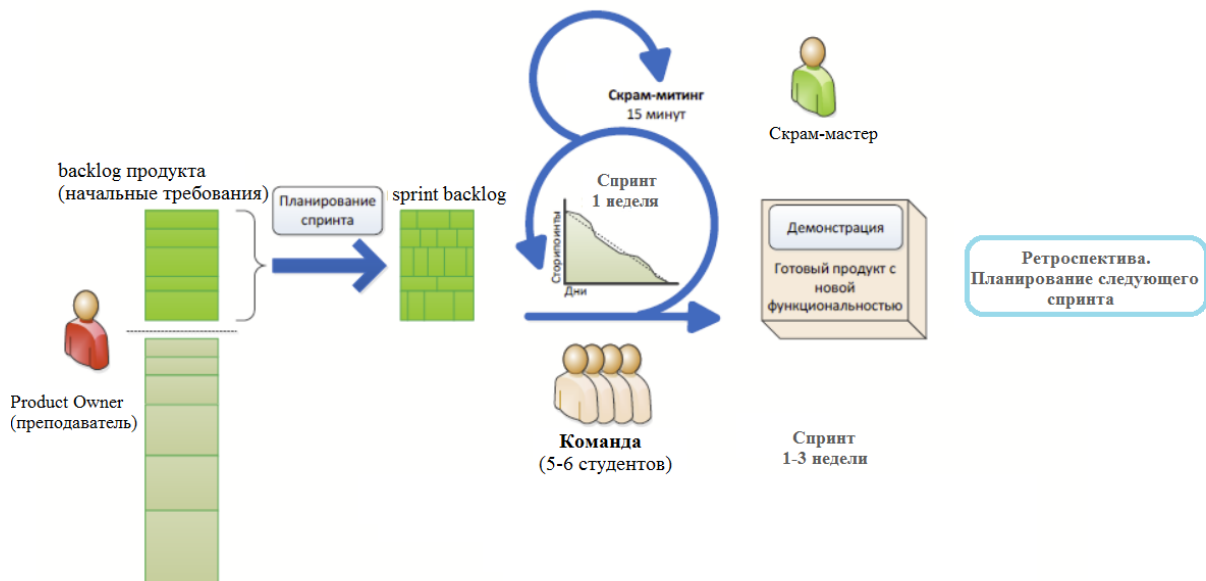 Скрам-митинг
15 минут
Скрам-мастер
backlog продукта
(начальные требования)
Планирование
спринта
sprint backlog
Спринт
1 неделя
Сторипоинты
Дни
Демонстрация
Готовый продукт с
новой
функциональностью
Ретроспектива.
Планирование следующего
спринта
Product Owner
(преподаватель)
Команда
(5-6 студентов)
Спринт
1-3 недели